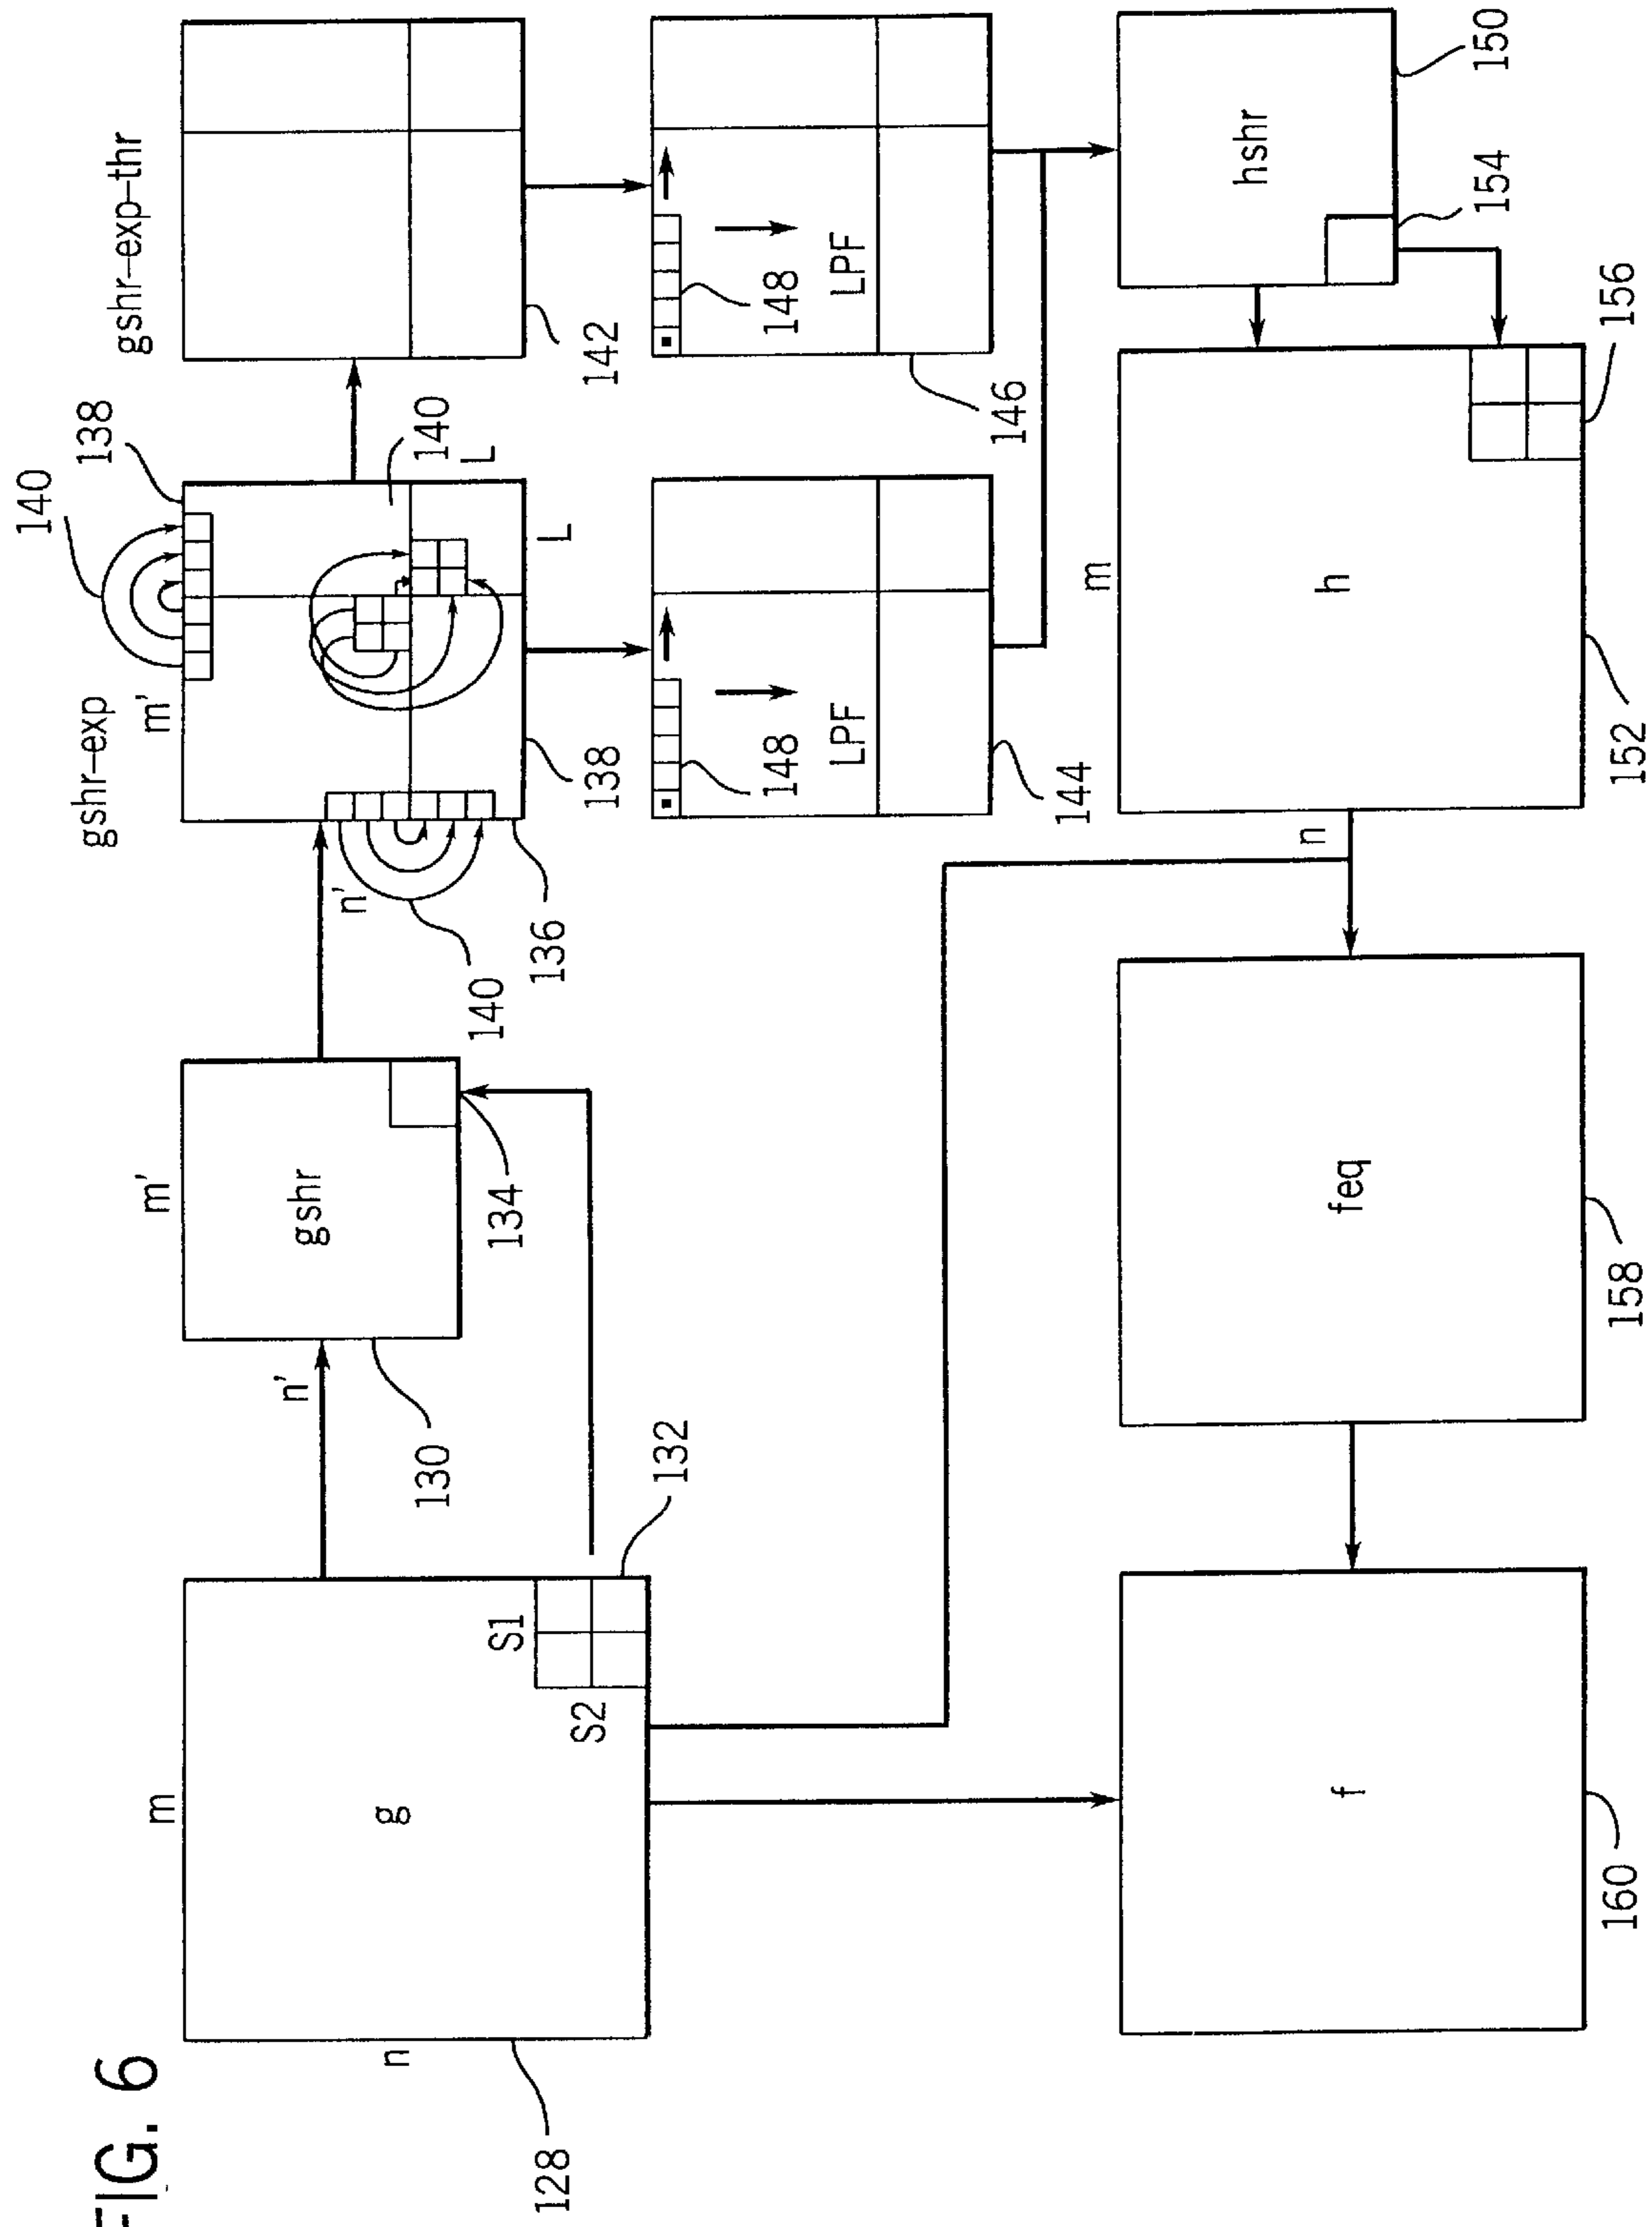 FIG. 6
m
n
g
S1
S2
128
132
m'
n'
gshr
130
134
gshr-exp
m'
n'
140
138
140
L
L
138
136
140
gshr-exp-thr
142
148
LPF
144
148
LPF
146
hshr
150
154
m
n
h
152
156
feq
158
f
160